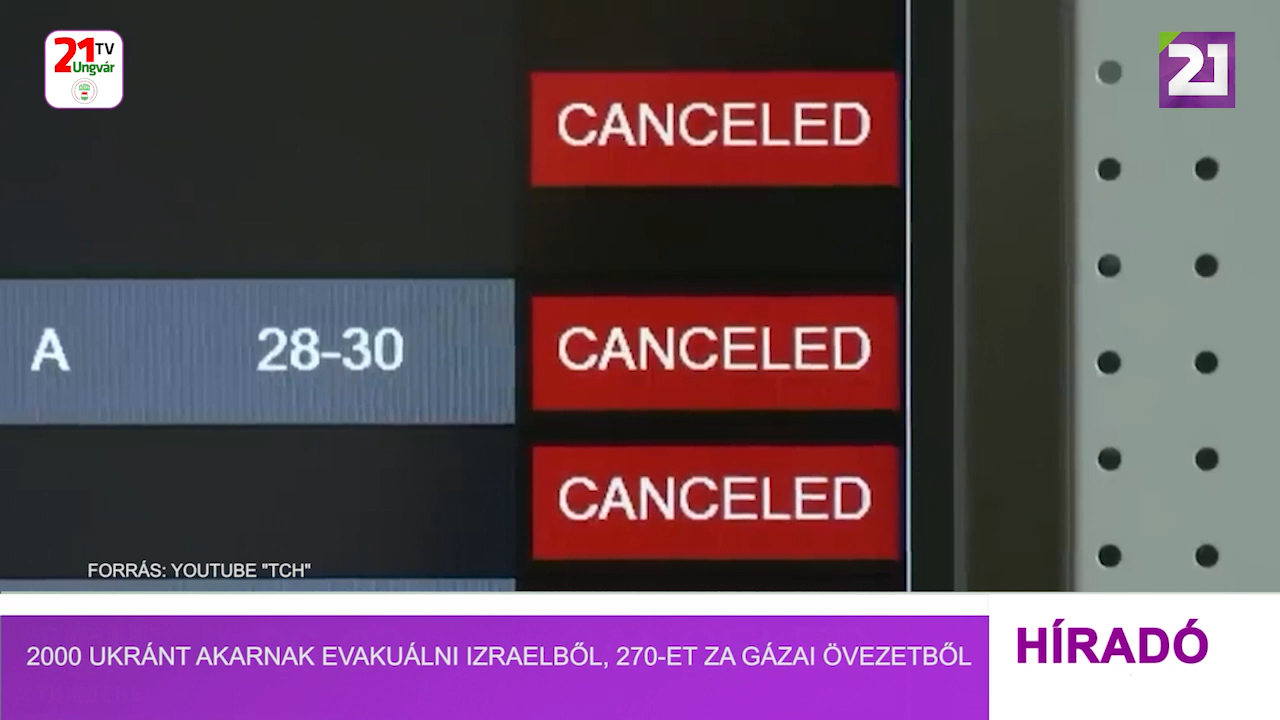 21 TV
Ungvár
21
CANCELED
A 28-30 CANCELED
CANCELED
FORRÁS: YOUTUBE "ТСН"
2000 UKRÁNT AKARNAK EVAKUÁLNI IZRAELBŐL, 270-ET ZA GÁZAI ÖVEZETBŐL
HÍRADÓ